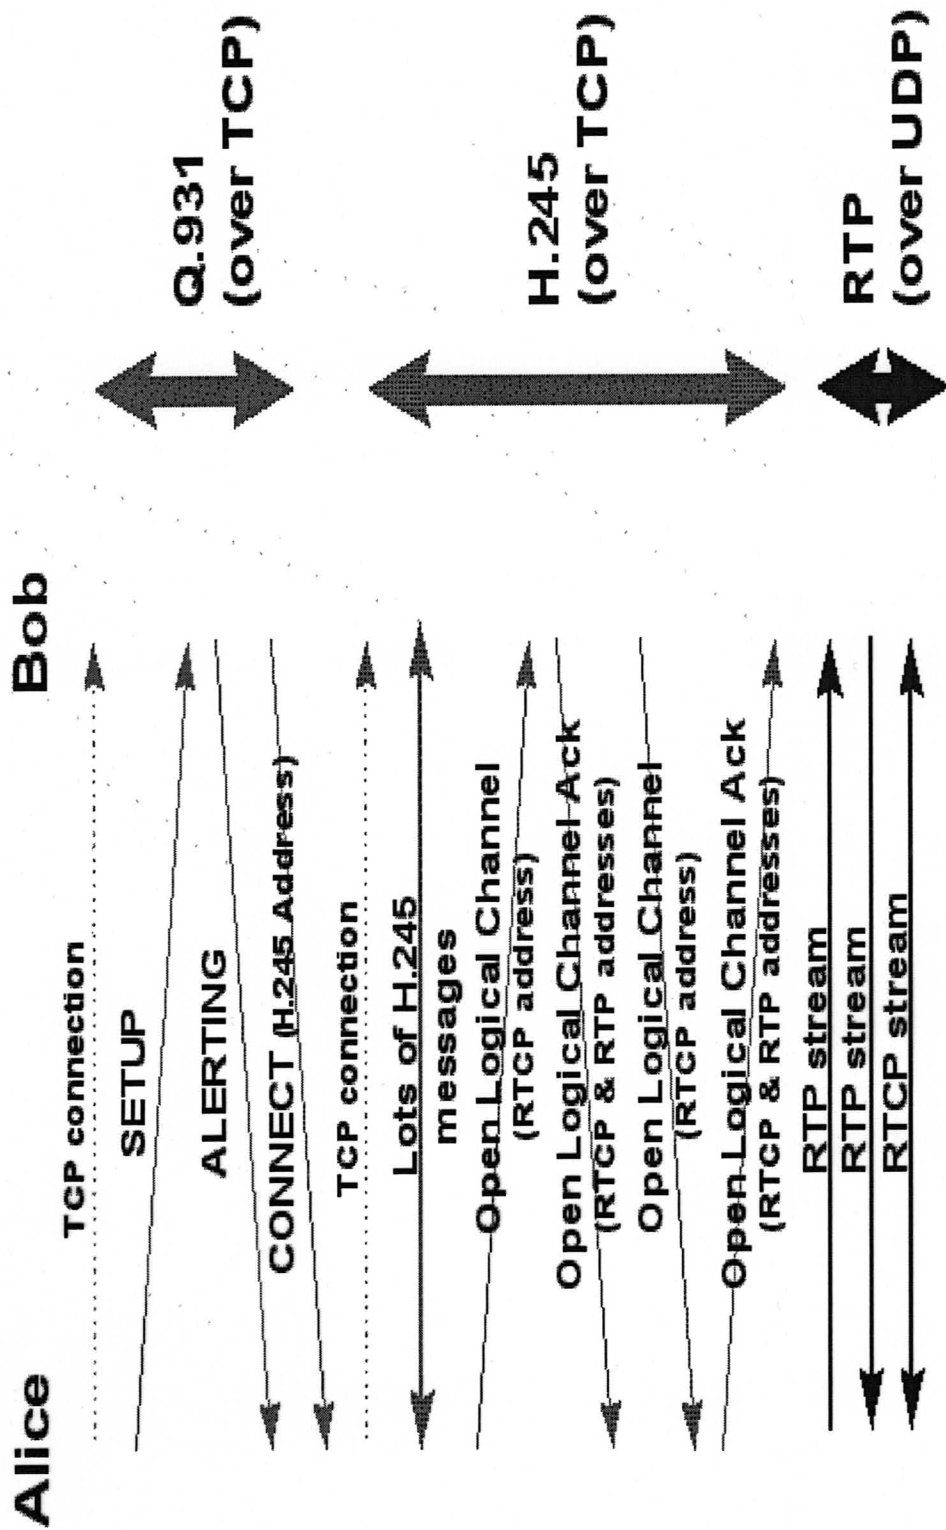 Alice
Bob
TCP connection
SETUP
ALERTING
CONNECT (H.245 Address)
Q.931
(over TCP)
TCP connection
Lots of H.245
messages
Open Logical Channel
(RTCP address)
Open Logical Channel Ack
(RTCP & RTP addresses)
Open Logical Channel
(RTCP address)
Open Logical Channel Ack
(RTCP & RTP addresses)
H.245
(over TCP)
RTP stream
RTP stream
RTCP stream
RTP
(over UDP)